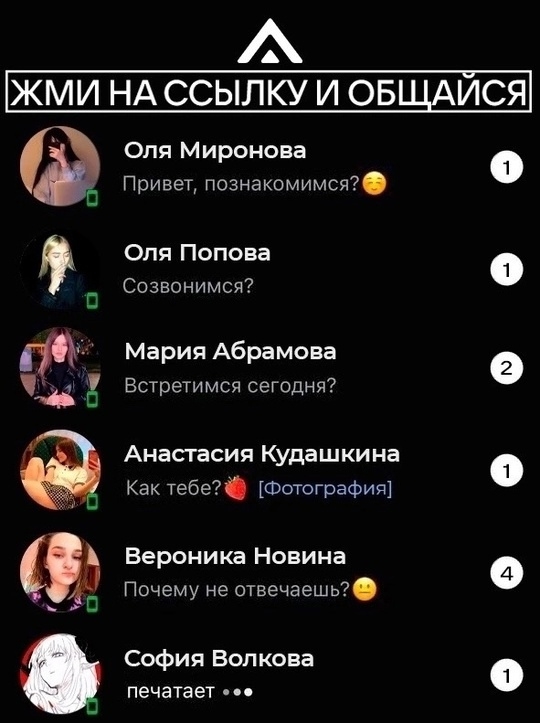 ЖМИ НА ССЫЛКУ И ОБЩАЙСЯ
Оля Миронова
Привет, познакомимся?☺️
1
Оля Попова
Созвонимся?
1
Мария Абрамова
Встретимся сегодня?
2
Анастасия Кудашкина
Как тебе?🍓 [Фотография]
1
Вероника Новина
Почему не отвечаешь?😐
4
София Волкова
печатает •••
1